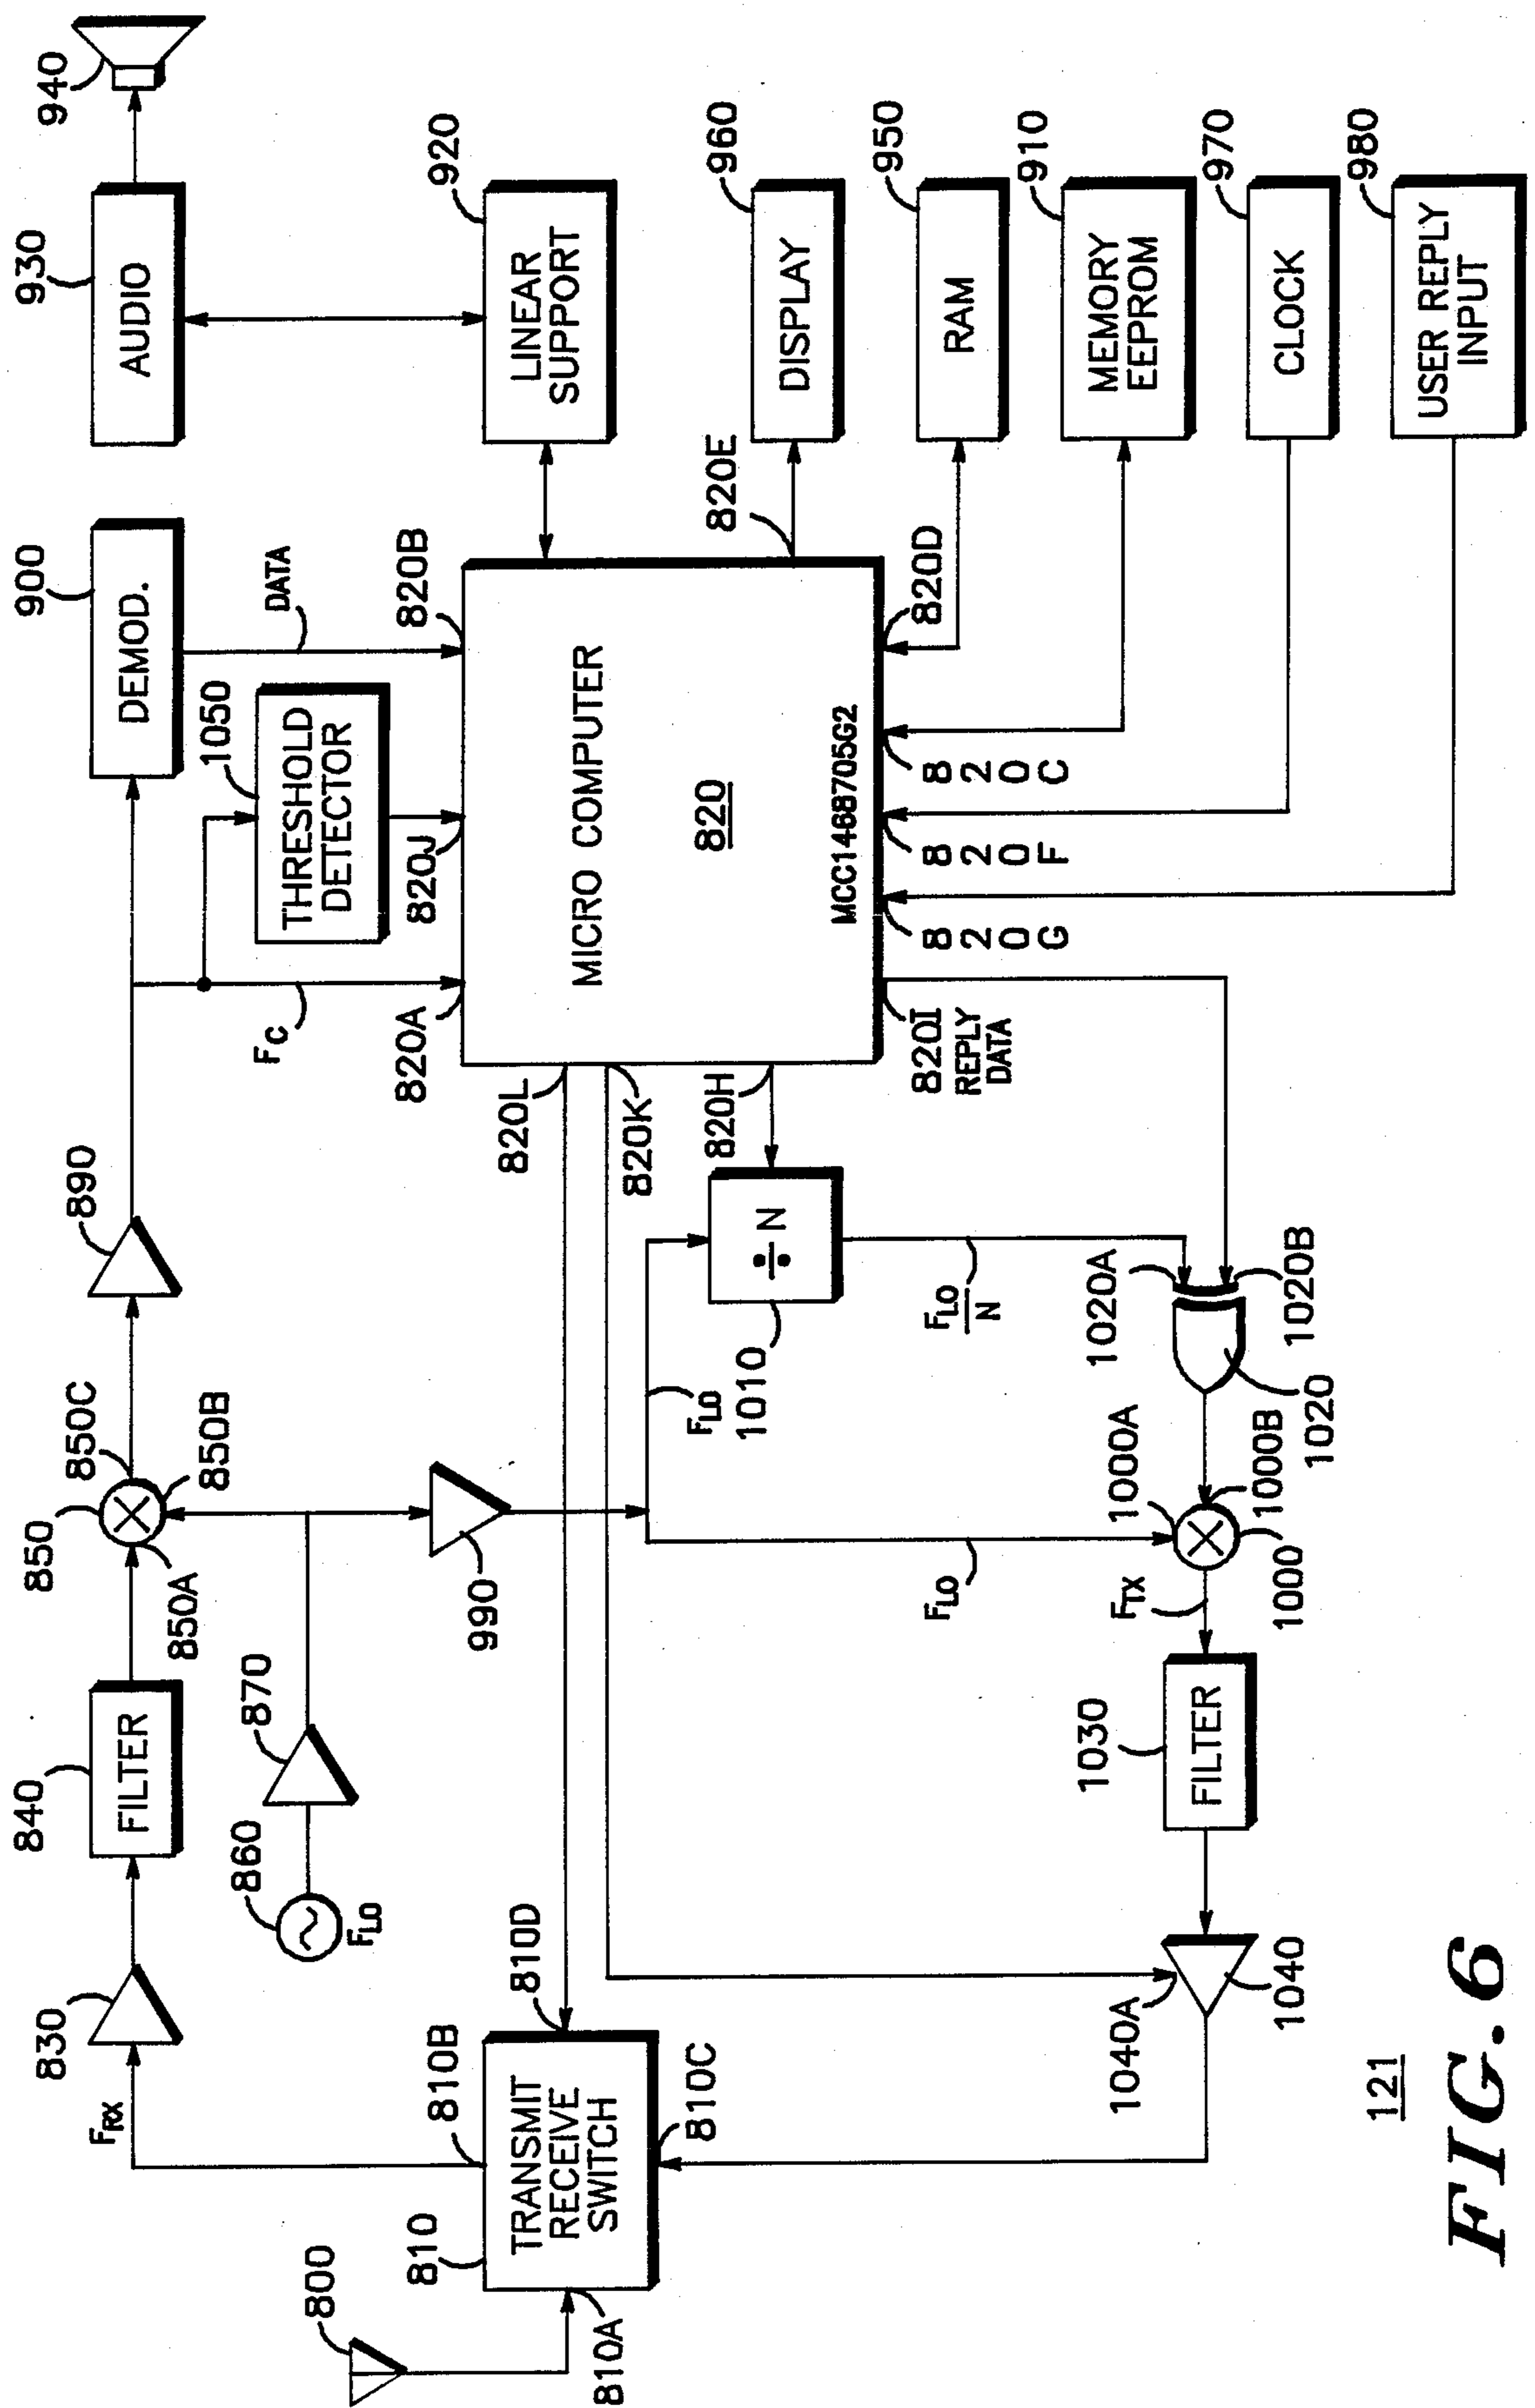 930
AUDIO
940
900
DEMOD.
DATA
1050
THRESHOLD
DETECTOR
890
850
850C
850B
850A
840
FILTER
830
FRX
860
FLO
870
990
FC
820A
820J
820B
920
LINEAR
SUPPORT
960
DISPLAY
820E
950
RAM
820D
910
MEMORY
EEPROM
970
CLOCK
980
USER REPLY
INPUT
MICRO COMPUTER
820
MCC146B705G2
820C
820F
820G
820I
REPLY
DATA
820L
820K
820H
÷ N
1010
FLO
FLO
N
1020A
1020B
1020
1000A
1000B
1000
FLO
FTX
1030
FILTER
1040A
1040
800
810
810A
810B
810C
810D
TRANSMIT
RECEIVE
SWITCH
121
FIG. 6